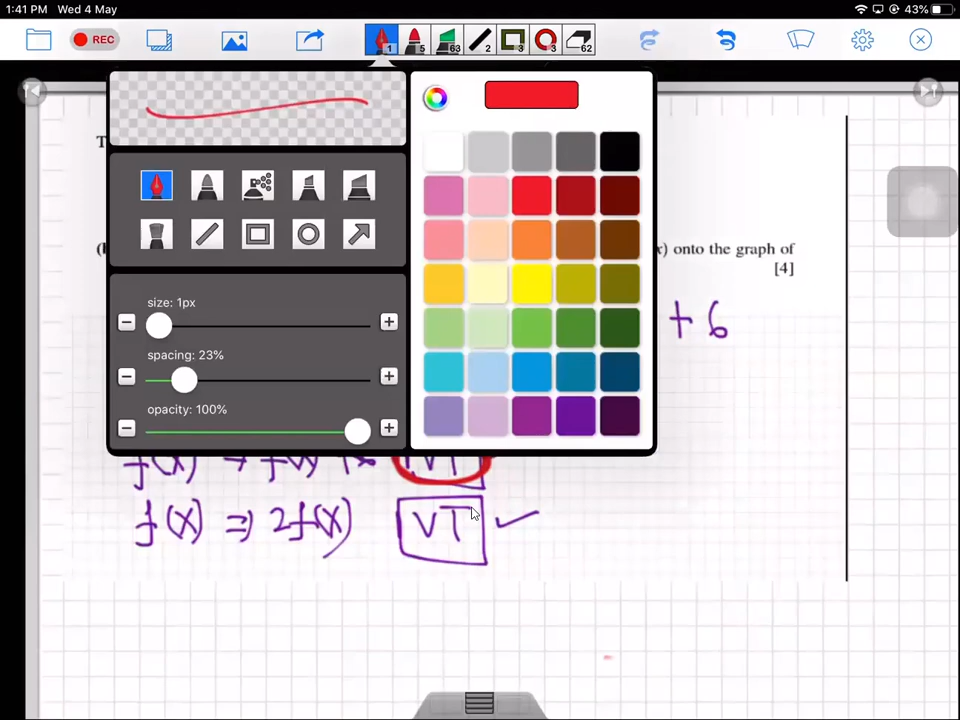 1:41 PM Wed 4 May
43%
REC
1
5
63
2
3
3
62
T
x) onto the graph of
[4]
+ 6
size: 1px
spacing: 23%
opacity: 100%
f(x) ⇒ 2f(x) VT ✓